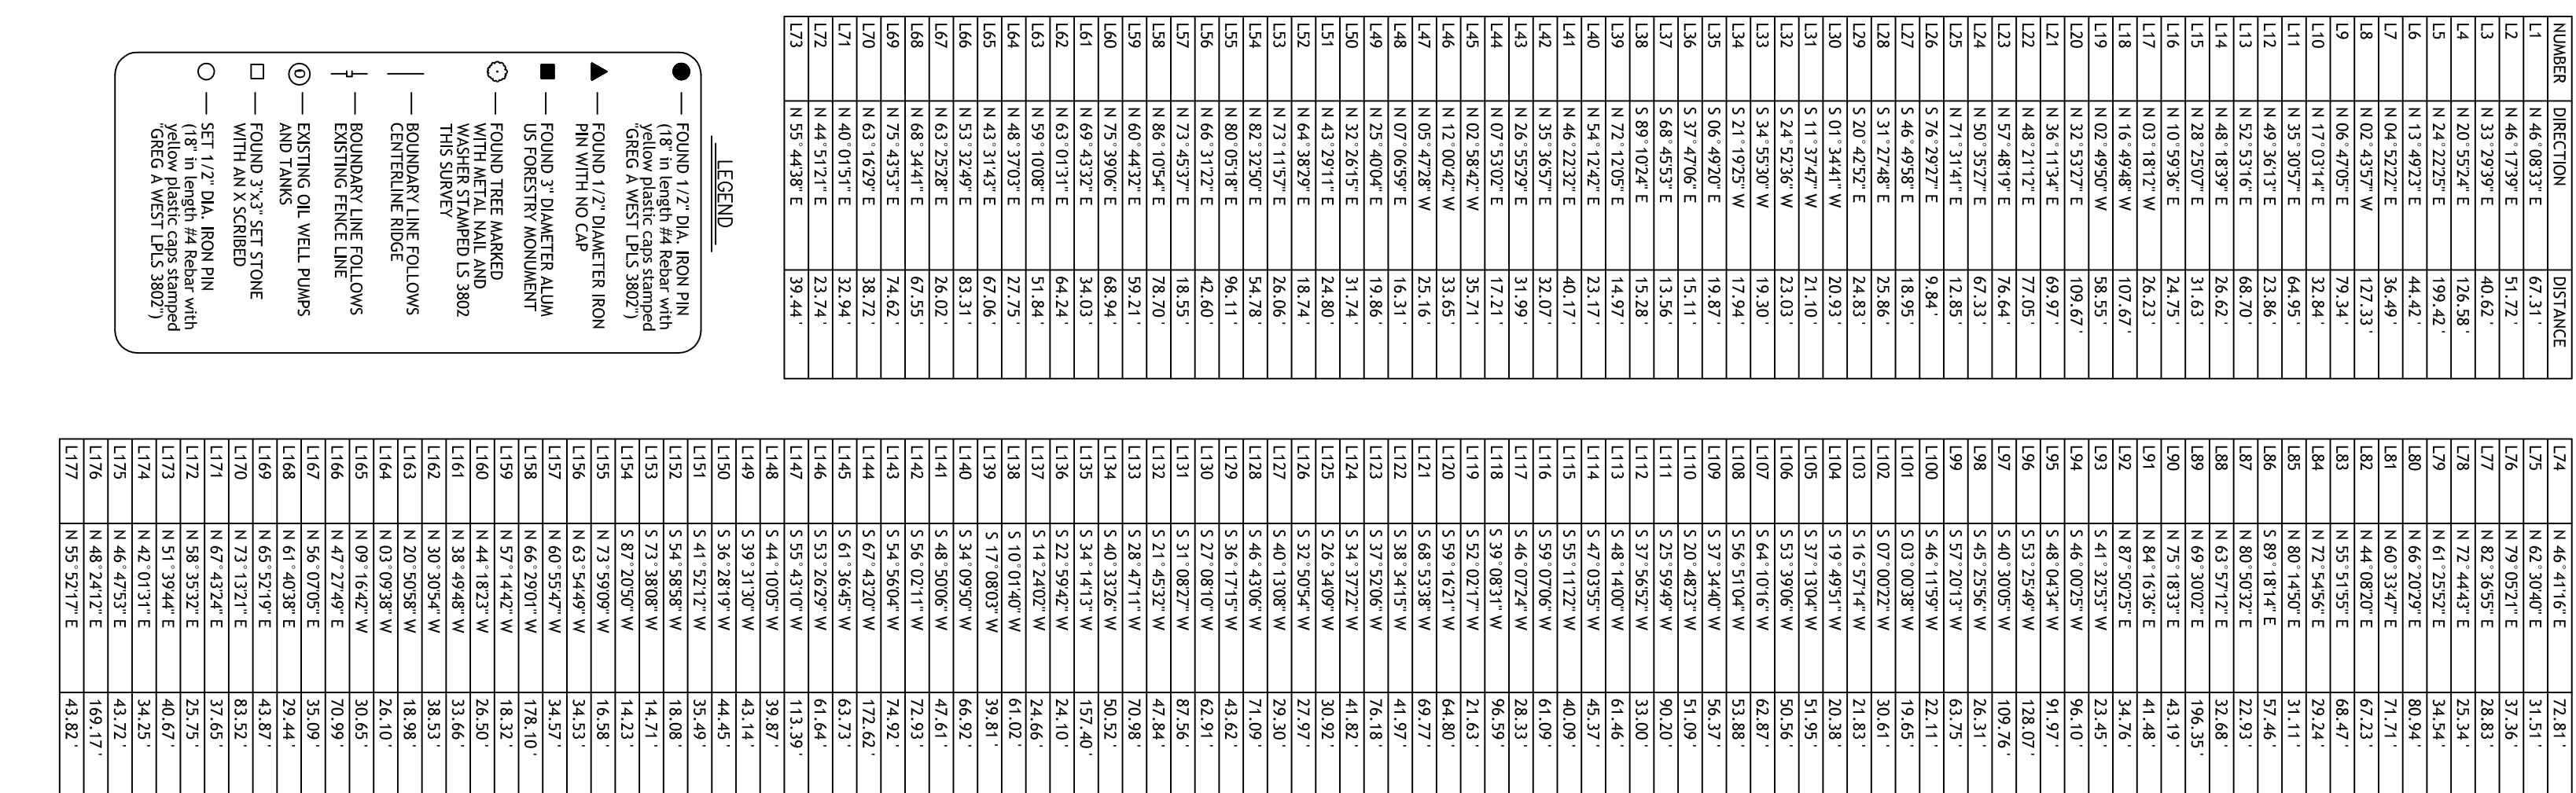 NUMBER DIRECTION DISTANCE
L1 N 46°08'33" E 67.31 '
L2 N 46°17'39" E 51.72 '
L3 N 33°29'39" E 40.62 '
L4 N 20°55'24" E 126.58 '
L5 N 24°22'25" E 199.42 '
L6 N 13°49'23" E 44.42 '
L7 N 04°52'22" E 36.49 '
L8 N 02°43'57" W 127.33 '
L9 N 06°47'05" E 79.34 '
L10 N 17°03'14" E 32.84 '
L11 N 35°30'57" E 64.95 '
L12 N 49°36'13" E 23.86 '
L13 N 52°53'16" E 68.70 '
L14 N 48°18'39" E 26.62 '
L15 N 28°25'07" E 31.63 '
L16 N 10°59'36" E 24.75 '
L17 N 03°18'12" W 26.23 '
L18 N 16°49'48" W 107.67 '
L19 N 02°49'50" W 58.55 '
L20 N 32°53'27" E 109.67 '
L21 N 36°11'34" E 69.97 '
L22 N 48°21'12" E 77.05 '
L23 N 57°48'19" E 76.64 '
L24 N 50°35'27" E 67.33 '
L25 N 71°31'41" E 12.85 '
L26 S 76°29'27" E 9.84 '
L27 S 46°49'58" E 18.95 '
L28 S 31°27'48" E 25.86 '
L29 S 20°42'52" E 24.83 '
L30 S 01°34'41" W 20.93 '
L31 S 11°37'47" W 21.10 '
L32 S 24°52'36" W 23.03 '
L33 S 34°55'30" W 19.30 '
L34 S 21°19'25" W 17.94 '
L35 S 06°49'20" E 19.87 '
L36 S 37°47'06" E 15.11 '
L37 S 68°45'53" E 13.56 '
L38 S 89°10'24" E 15.28 '
L39 N 72°12'05" E 14.97 '
L40 N 54°12'42" E 23.17 '
L41 N 46°22'32" E 40.17 '
L42 N 35°36'57" E 32.07 '
L43 N 26°55'29" E 31.99 '
L44 N 07°53'02" E 17.21 '
L45 N 02°58'42" W 35.71 '
L46 N 12°00'42" W 33.65 '
L47 N 05°47'28" W 25.16 '
L48 N 07°06'59" E 16.31 '
L49 N 25°40'04" E 19.86 '
L50 N 32°26'15" E 31.74 '
L51 N 43°29'11" E 24.80 '
L52 N 64°38'29" E 18.74 '
L53 N 73°11'57" E 26.06 '
L54 N 82°32'50" E 54.78 '
L55 N 80°05'18" E 96.11 '
L56 N 66°31'22" E 42.60 '
L57 N 73°45'37" E 18.55 '
L58 N 86°10'54" E 78.70 '
L59 N 60°44'32" E 59.21 '
L60 N 75°39'06" E 68.94 '
L61 N 69°43'32" E 34.03 '
L62 N 63°01'31" E 64.24 '
L63 N 59°10'08" E 51.84 '
L64 N 48°37'03" E 27.75 '
L65 N 43°31'43" E 67.06 '
L66 N 53°32'49" E 83.31 '
L67 N 63°25'28" E 26.02 '
L68 N 68°34'41" E 67.55 '
L69 N 75°43'53" E 74.62 '
L70 N 63°16'29" E 38.72 '
L71 N 40°01'51" E 32.94 '
L72 N 44°51'21" E 23.74 '
L73 N 55°44'38" E 39.44 '
LEGEND
— FOUND 1/2" DIA. IRON PIN
(18" in length #4 Rebar with
yellow plastic caps stamped
"GREG A WEST LPLS 3802")
— FOUND 1/2" DIAMETER IRON
PIN WITH NO CAP
— FOUND 3" DIAMETER ALUM
US FORESTRY MONUMENT
— FOUND TREE MARKED
WITH METAL NAIL AND
WASHER STAMPED LS 3802
THIS SURVEY
— BOUNDARY LINE FOLLOWS
CENTERLINE RIDGE
— BOUNDARY LINE FOLLOWS
EXISTING FENCE LINE
— EXISTING OIL WELL PUMPS
AND TANKS
— FOUND 3'x3" SET STONE
WITH AN X SCRIBED
— SET 1/2" DIA. IRON PIN
(18" in length #4 Rebar with
yellow plastic caps stamped
"GREG A WEST LPLS 3802")
L74 N 46°41'16" E 72.81 '
L75 N 62°30'40" E 31.51 '
L76 N 79°05'21" E 37.36 '
L77 N 82°36'55" E 28.83 '
L78 N 72°44'43" E 25.34 '
L79 N 61°25'52" E 34.54 '
L80 N 66°20'29" E 80.94 '
L81 N 60°33'47" E 71.71 '
L82 N 44°08'20" E 67.23 '
L83 N 55°51'55" E 68.47 '
L84 N 72°54'56" E 29.24 '
L85 N 80°14'50" E 31.11 '
L86 S 89°18'14" E 57.46 '
L87 N 80°50'32" E 22.93 '
L88 N 63°57'12" E 32.68 '
L89 N 69°30'02" E 196.35 '
L90 N 75°18'33" E 43.19 '
L91 N 84°16'36" E 41.48 '
L92 N 87°50'25" E 34.76 '
L93 S 41°32'53" W 23.45 '
L94 S 46°00'25" W 96.10 '
L95 S 48°04'34" W 91.97 '
L96 S 53°25'49" W 128.07 '
L97 S 40°30'05" W 109.76 '
L98 S 45°25'56" W 26.31 '
L99 S 57°20'13" W 63.75 '
L100 S 46°11'59" W 22.11 '
L101 S 03°00'38" W 19.65 '
L102 S 07°00'22" W 30.61 '
L103 S 16°57'14" W 21.83 '
L104 S 19°49'51" W 20.38 '
L105 S 37°13'04" W 51.95 '
L106 S 53°39'06" W 50.56 '
L107 S 64°10'16" W 62.87 '
L108 S 56°51'04" W 53.88 '
L109 S 37°34'40" W 56.37 '
L110 S 20°48'23" W 51.09 '
L111 S 25°59'49" W 90.20 '
L112 S 37°56'52" W 33.00 '
L113 S 48°14'00" W 61.46 '
L114 S 47°03'55" W 45.37 '
L115 S 55°11'22" W 40.09 '
L116 S 59°07'06" W 61.09 '
L117 S 46°07'24" W 28.33 '
L118 S 39°08'31" W 96.59 '
L119 S 52°02'17" W 21.63 '
L120 S 59°16'21" W 64.80 '
L121 S 68°53'38" W 69.77 '
L122 S 38°34'15" W 41.97 '
L123 S 37°52'06" W 76.18 '
L124 S 34°37'22" W 41.82 '
L125 S 26°34'09" W 30.92 '
L126 S 32°50'54" W 27.97 '
L127 S 40°13'08" W 29.30 '
L128 S 46°43'06" W 71.09 '
L129 S 36°17'15" W 43.62 '
L130 S 27°08'10" W 62.91 '
L131 S 31°08'27" W 87.56 '
L132 S 21°45'32" W 47.84 '
L133 S 28°47'11" W 70.98 '
L134 S 40°33'26" W 50.52 '
L135 S 34°14'13" W 157.40 '
L136 S 22°59'42" W 24.10 '
L137 S 14°24'02" W 24.66 '
L138 S 10°01'40" W 61.02 '
L139 S 17°08'03" W 39.81 '
L140 S 34°09'50" W 66.92 '
L141 S 48°50'06" W 47.61 '
L142 S 56°02'11" W 72.93 '
L143 S 54°56'04" W 74.92 '
L144 S 67°43'20" W 172.62 '
L145 S 61°36'45" W 63.73 '
L146 S 53°26'29" W 61.64 '
L147 S 55°43'10" W 113.39 '
L148 S 44°10'05" W 39.87 '
L149 S 39°31'30" W 43.14 '
L150 S 36°28'19" W 44.45 '
L151 S 41°52'12" W 35.49 '
L152 S 54°58'58" W 18.08 '
L153 S 73°38'08" W 14.71 '
L154 S 87°20'50" W 14.23 '
L155 N 73°59'09" W 16.58 '
L156 N 63°54'49" W 34.53 '
L157 N 60°55'47" W 34.57 '
L158 N 66°29'01" W 178.10 '
L159 N 57°14'42" W 18.32 '
L160 N 44°18'23" W 26.50 '
L161 N 38°49'48" W 33.66 '
L162 N 30°30'54" W 38.53 '
L163 N 20°50'58" W 18.98 '
L164 N 03°09'38" W 26.10 '
L165 N 09°16'42" W 30.65 '
L166 N 47°27'49" E 70.99 '
L167 N 56°07'05" E 35.09 '
L168 N 61°40'38" E 29.44 '
L169 N 65°52'19" E 43.87 '
L170 N 73°13'21" E 83.52 '
L171 N 67°43'24" E 37.65 '
L172 N 58°35'32" E 25.75 '
L173 N 51°39'44" E 40.67 '
L174 N 42°01'31" E 34.25 '
L175 N 46°47'53" E 43.72 '
L176 N 48°24'12" E 169.17 '
L177 N 55°52'17" E 43.82 '